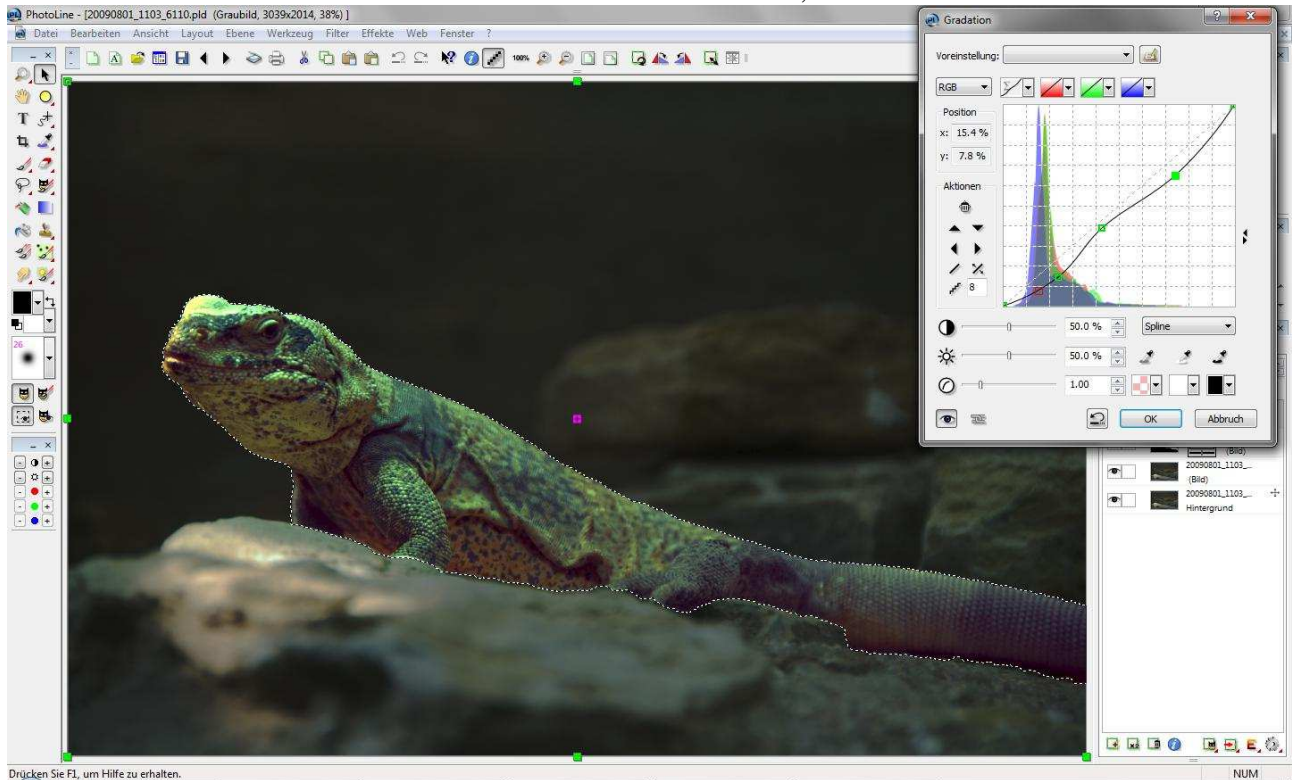 PhotoLine - [20090801_1103_6110.pld (Graubild, 3039x2014, 38%) ]
Datei Bearbeiten Ansicht Layout Ebene Werkzeug Filter Effekte Web Fenster ?
100%
T
26
Gradation
Voreinstellung:
RGB
Position
x: 15.4 %
y: 7.8 %
Aktionen
8
50.0 %
Spline
50.0 %
1.00
OK
Abbruch
(Bild)
20090801_1103_...
(Bild)
20090801_1103_...
Hintergrund
Drücken Sie F1, um Hilfe zu erhalten.
NUM